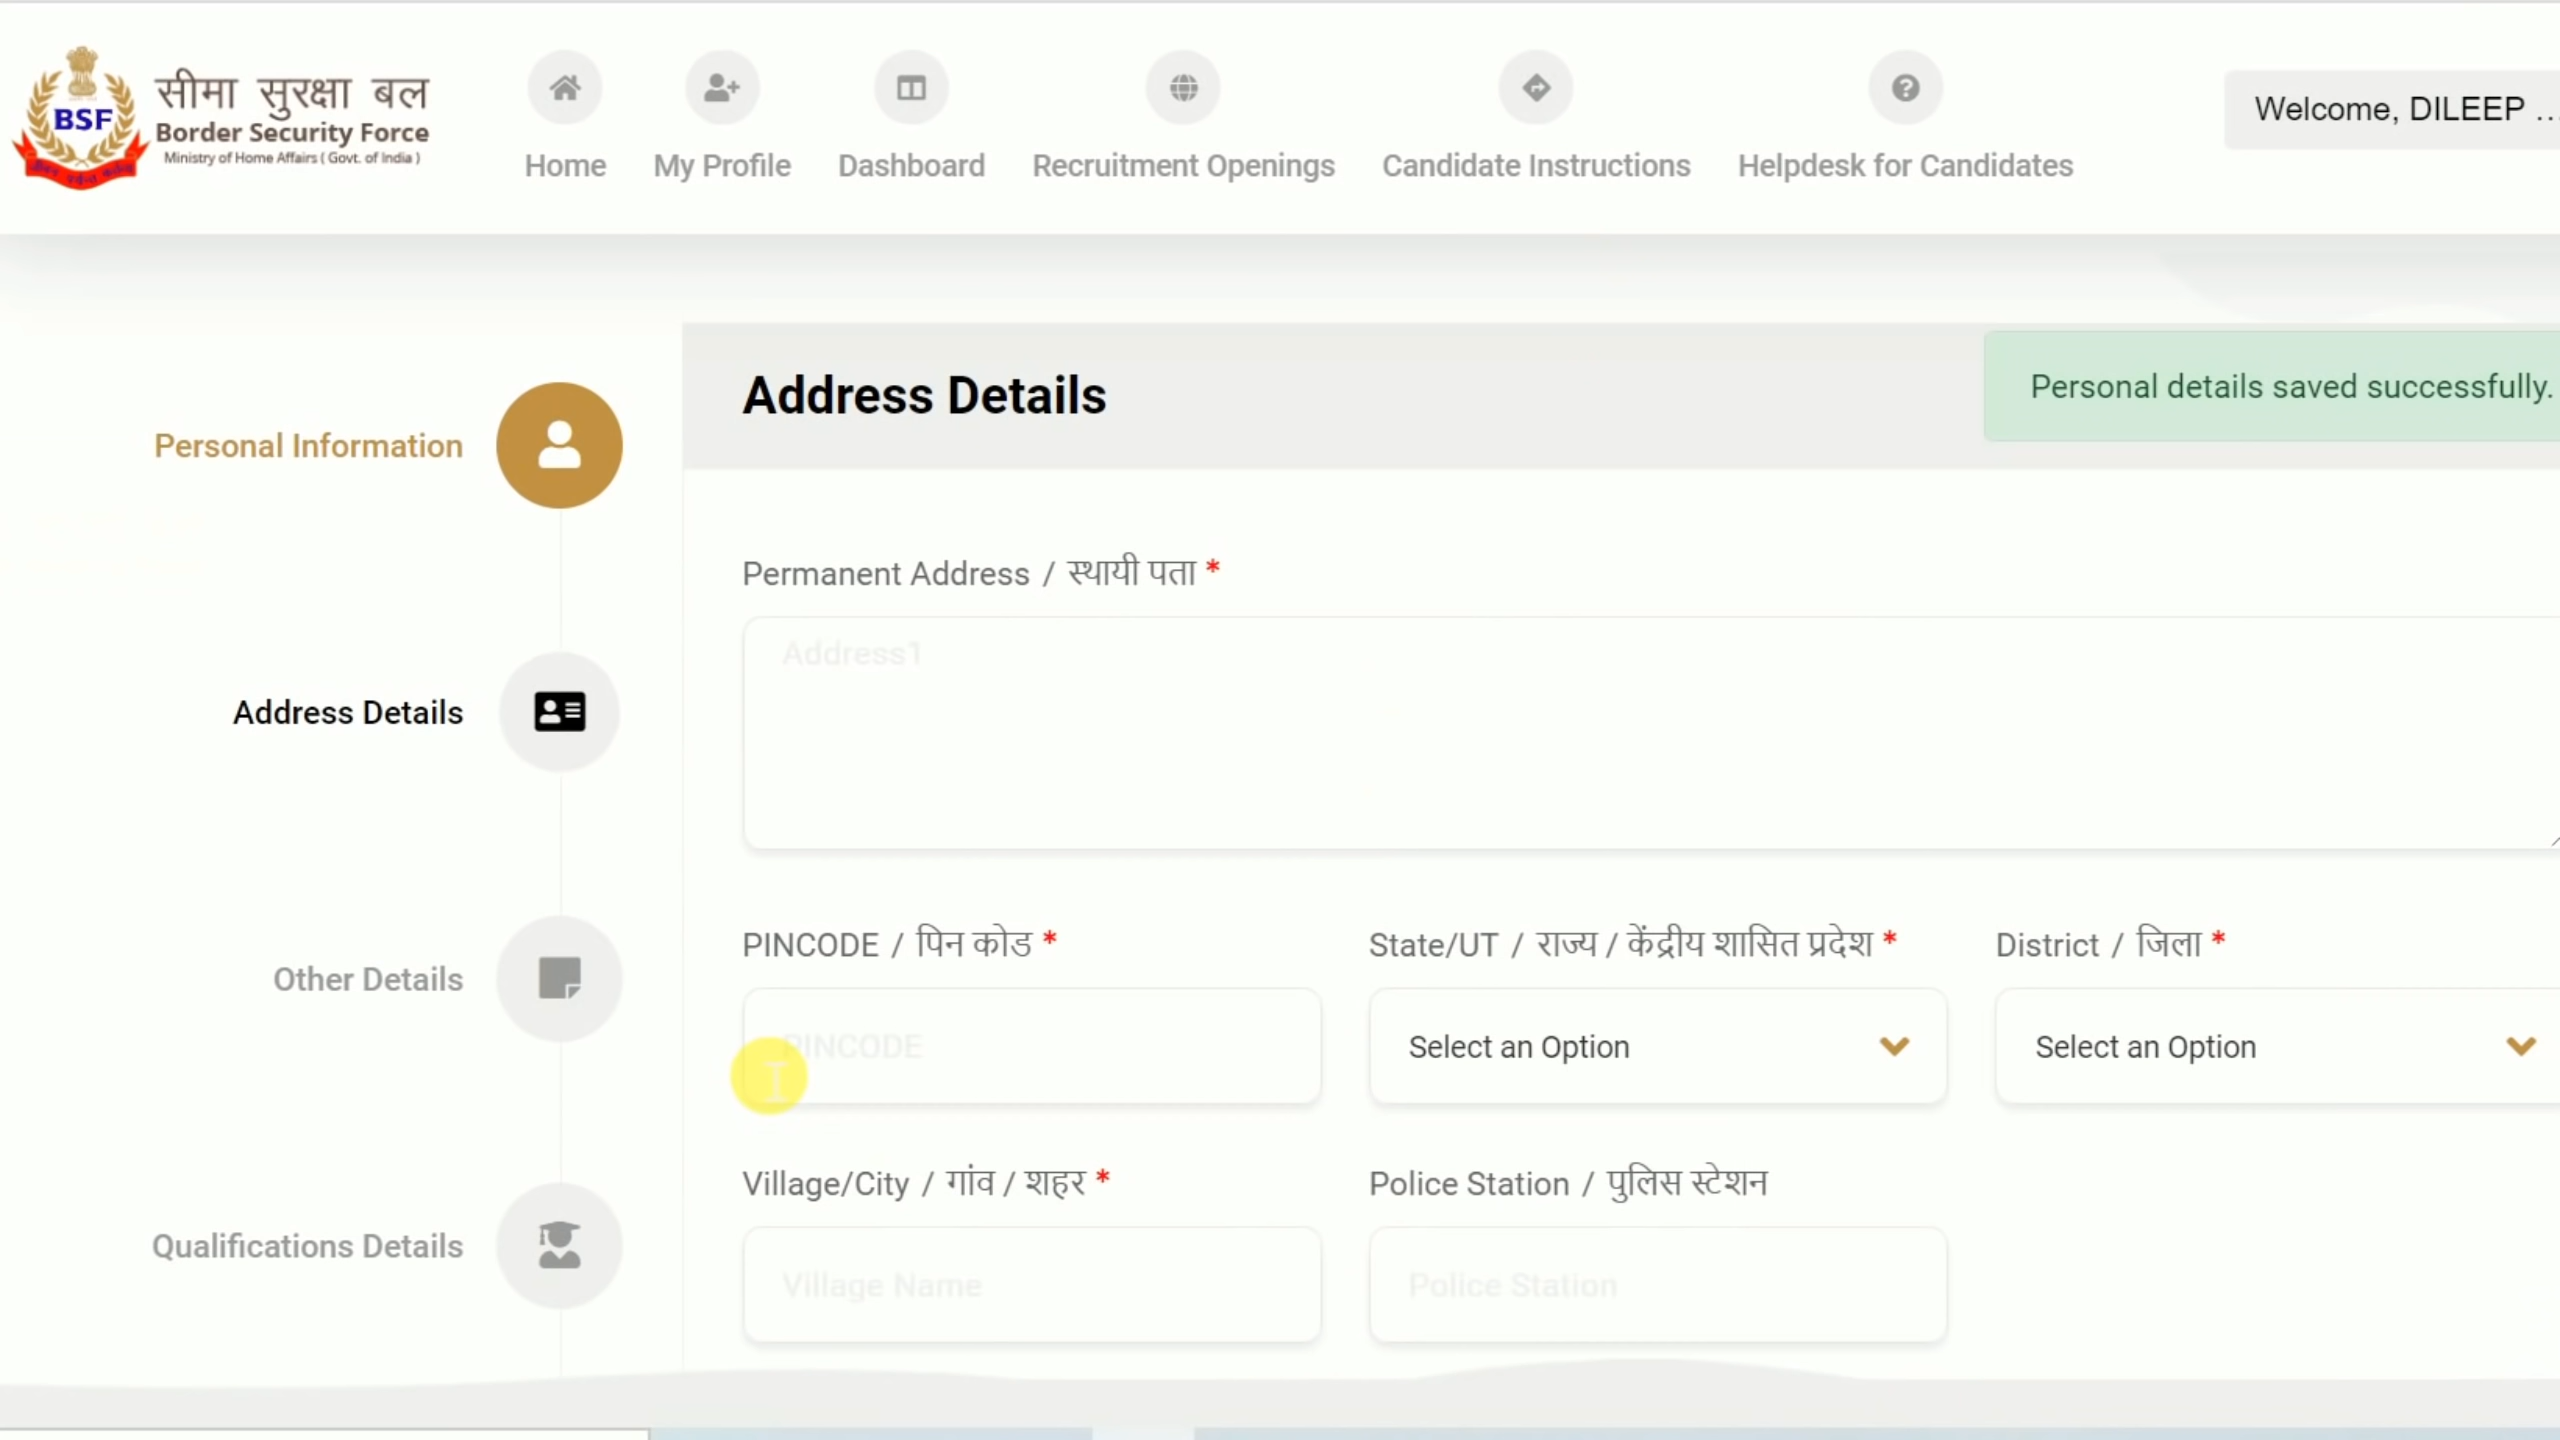 सीमा सुरक्षा बल
BSF
Border Security Force
Ministry of Home Affairs ( Govt. of India )
Home
My Profile
Dashboard
Recruitment Openings
Candidate Instructions
Helpdesk for Candidates
Welcome, DILEEP ...
Personal Information
Address Details
Other Details
Qualifications Details
Address Details
Personal details saved successfully.
Permanent Address / स्थायी पता *
Address1
PINCODE / पिन कोड *
State/UT / राज्य / केंद्रीय शासित प्रदेश *
District / जिला *
PINCODE
Select an Option
Select an Option
Village/City / गांव / शहर *
Police Station / पुलिस स्टेशन
Village Name
Police Station